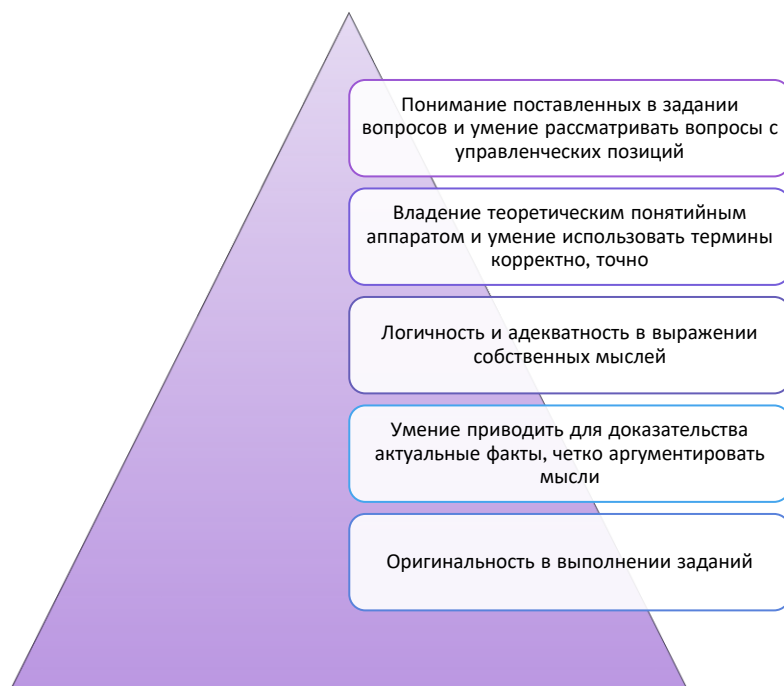 Понимание поставленных в задании
вопросов и умение рассматривать вопросы с
управленческих позиций
Владение теоретическим понятийным
аппаратом и умение использовать термины
корректно, точно
Логичность и адекватность в выражении
собственных мыслей
Умение приводить для доказательства
актуальные факты, четко аргументировать
мысли
Оригинальность в выполнении заданий